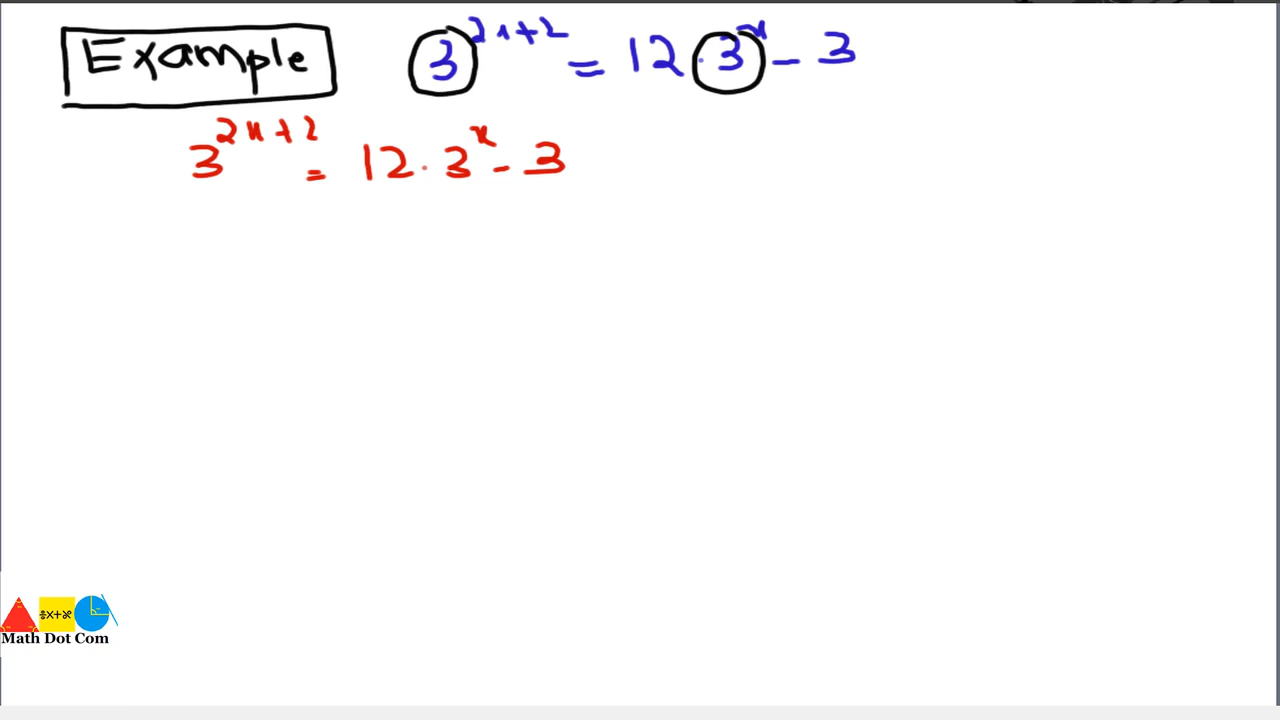 Example 3^{2x+2} = 12 · 3^x − 3
3^{2x+2} = 12 · 3^x − 3
Math Dot Com